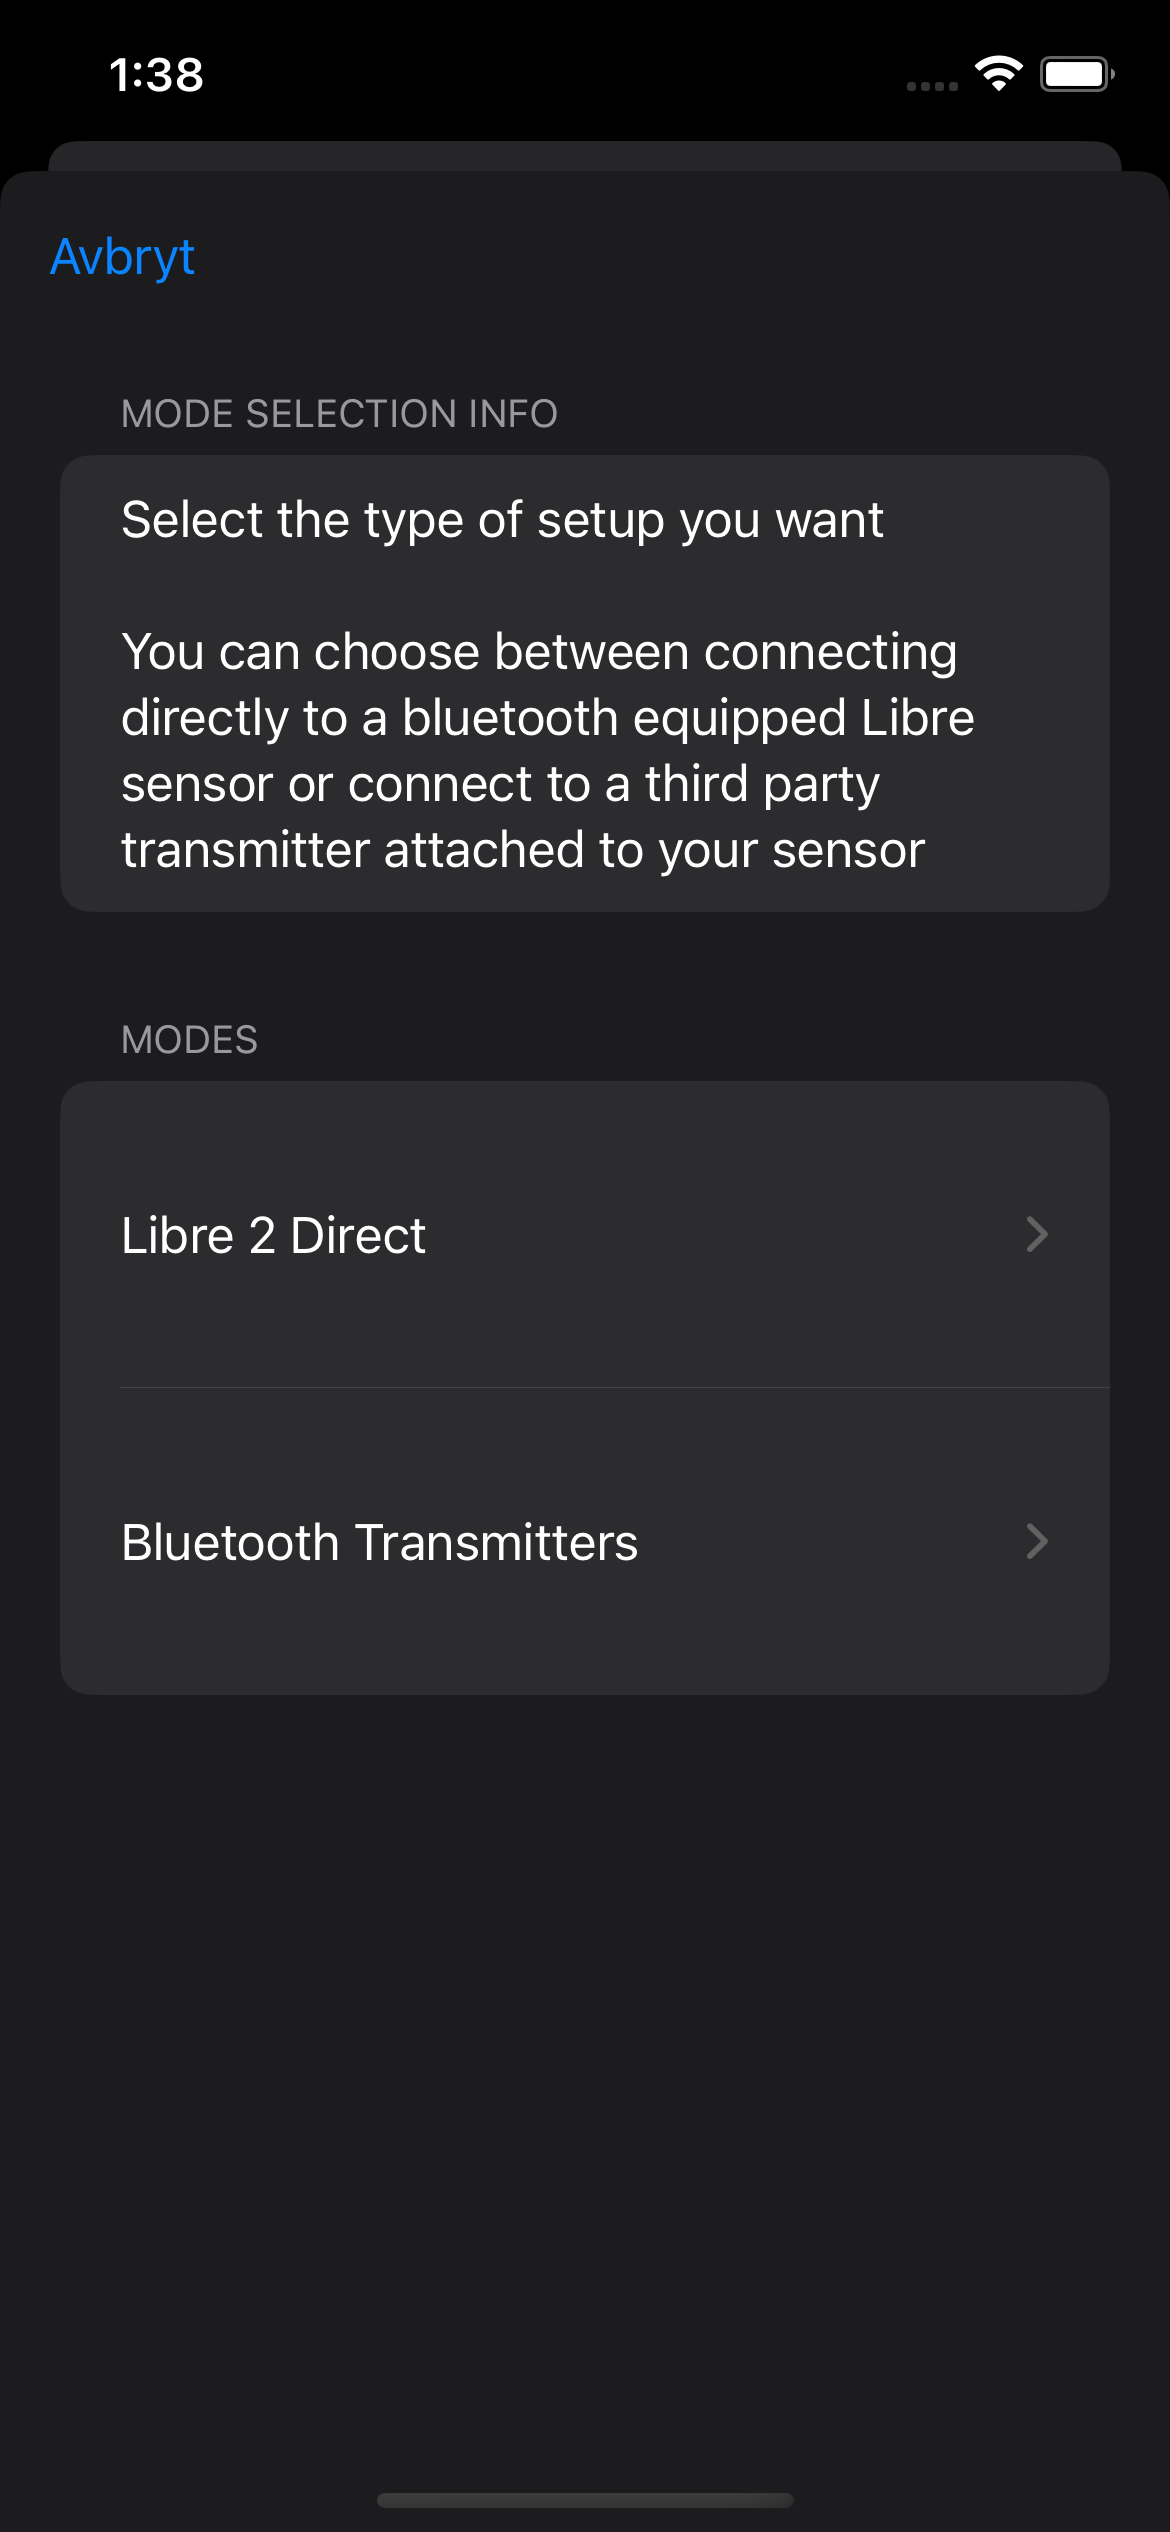 1:38
Avbryt
MODE SELECTION INFO
Select the type of setup you want
You can choose between connecting
directly to a bluetooth equipped Libre
sensor or connect to a third party
transmitter attached to your sensor
MODES
Libre 2 Direct
Bluetooth Transmitters